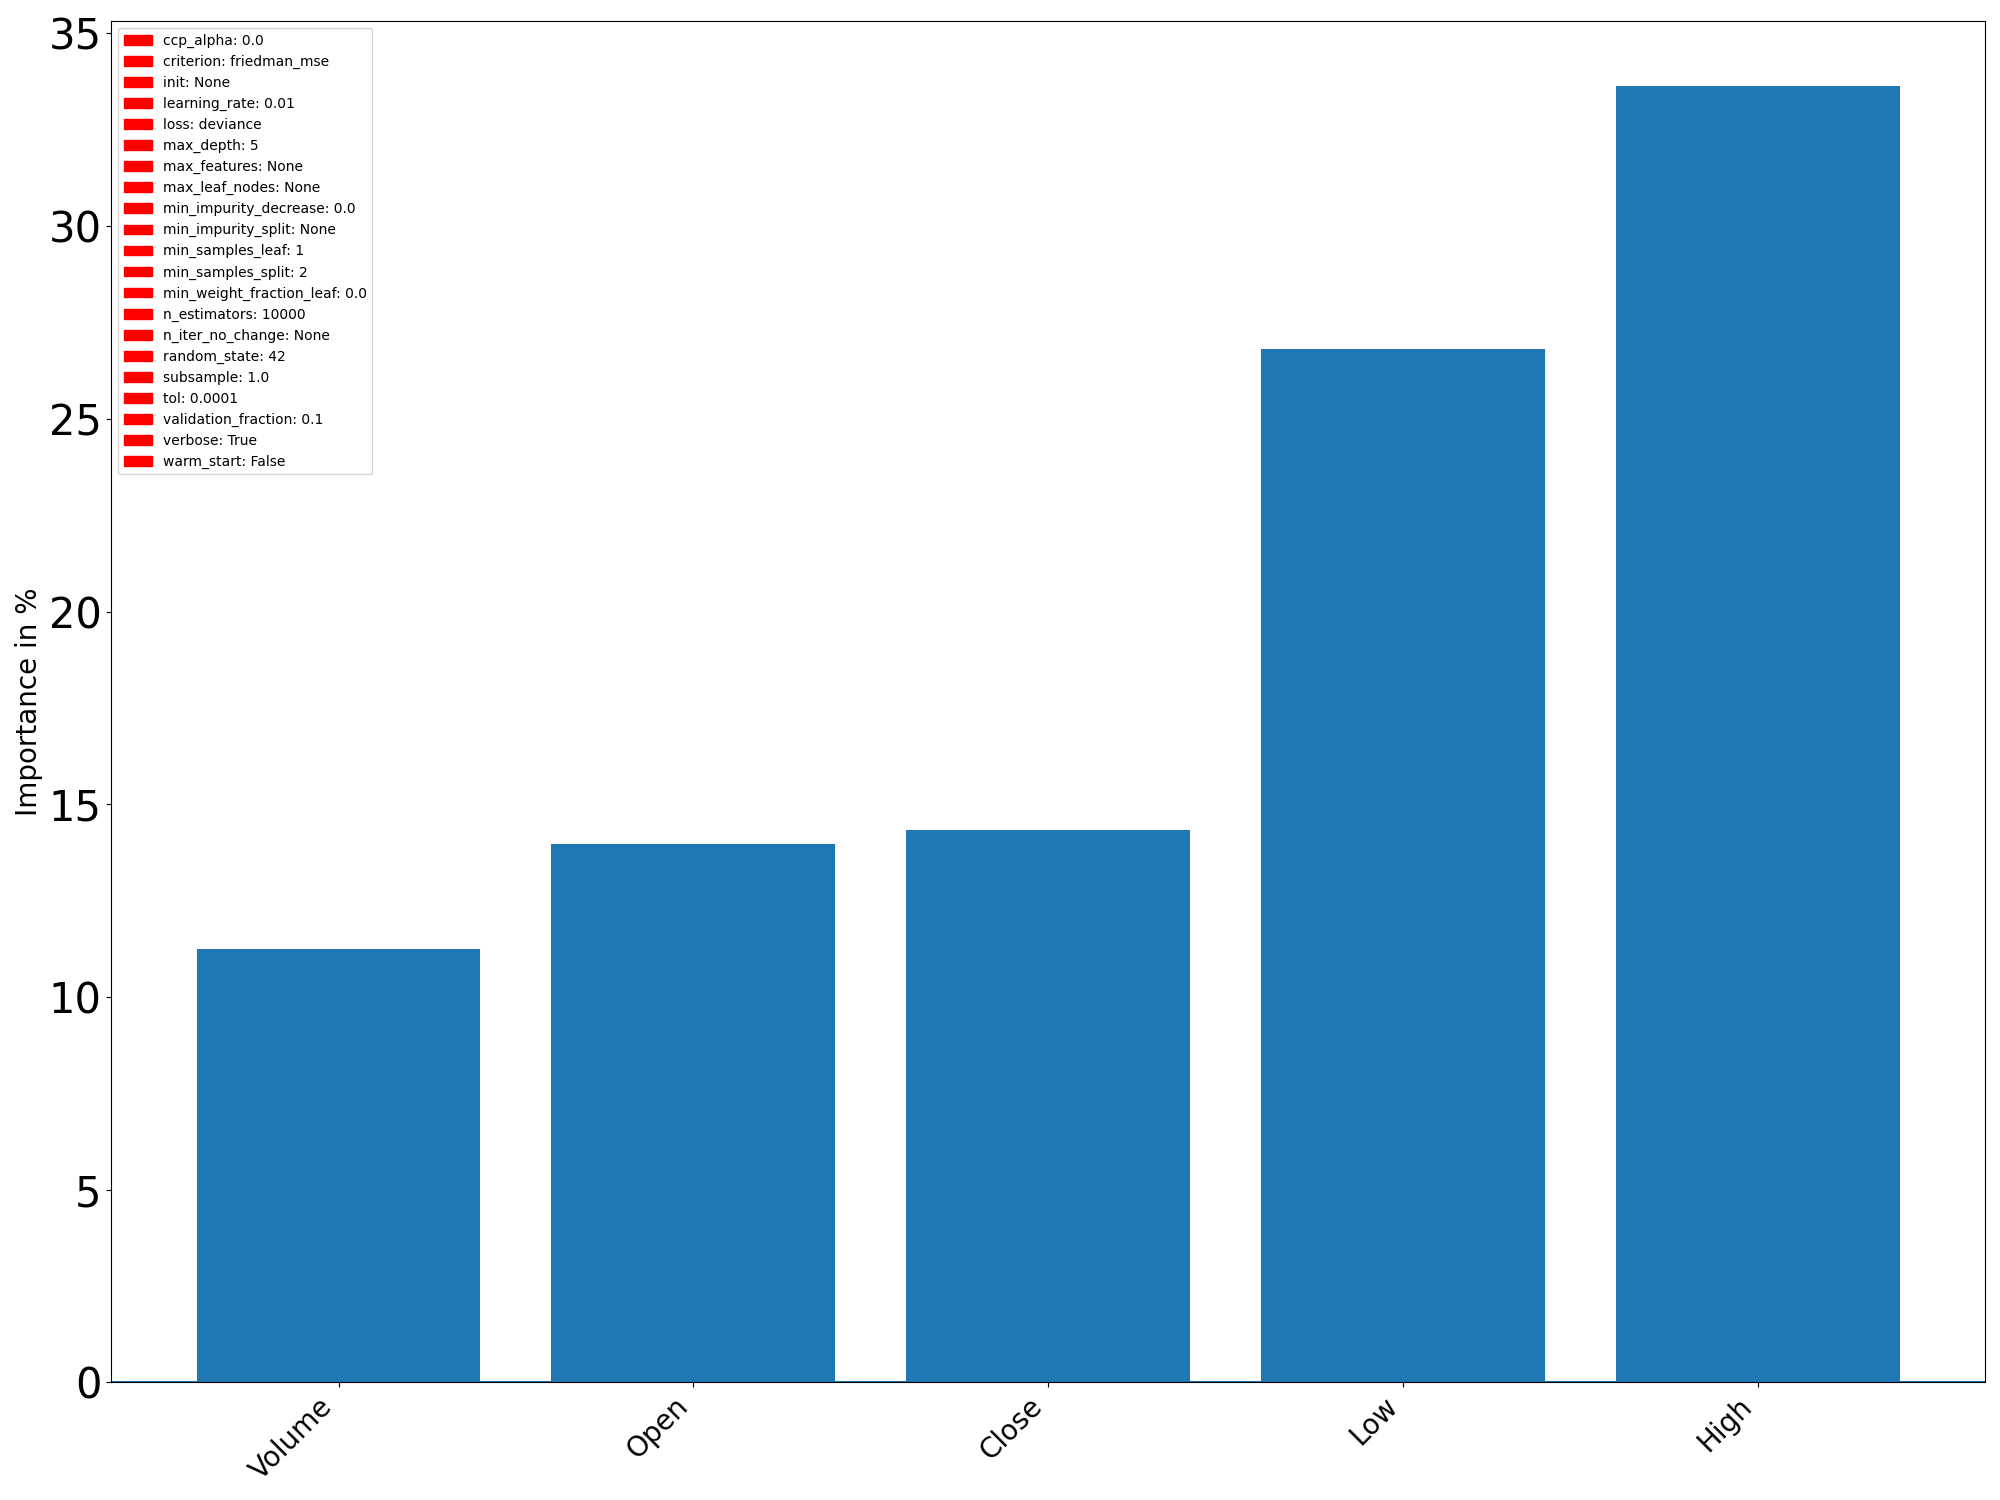 ccp_alpha: 0.0
criterion: friedman_mse
init: None
learning_rate: 0.01
loss: deviance
max_depth: 5
max_features: None
max_leaf_nodes: None
min_impurity_decrease: 0.0
min_impurity_split: None
min_samples_leaf: 1
min_samples_split: 2
min_weight_fraction_leaf: 0.0
n_estimators: 10000
n_iter_no_change: None
random_state: 42
subsample: 1.0
tol: 0.0001
validation_fraction: 0.1
verbose: True
warm_start: False
Importance in %
35
30
25
20
15
10
5
0
Volume
Open
Close
Low
High